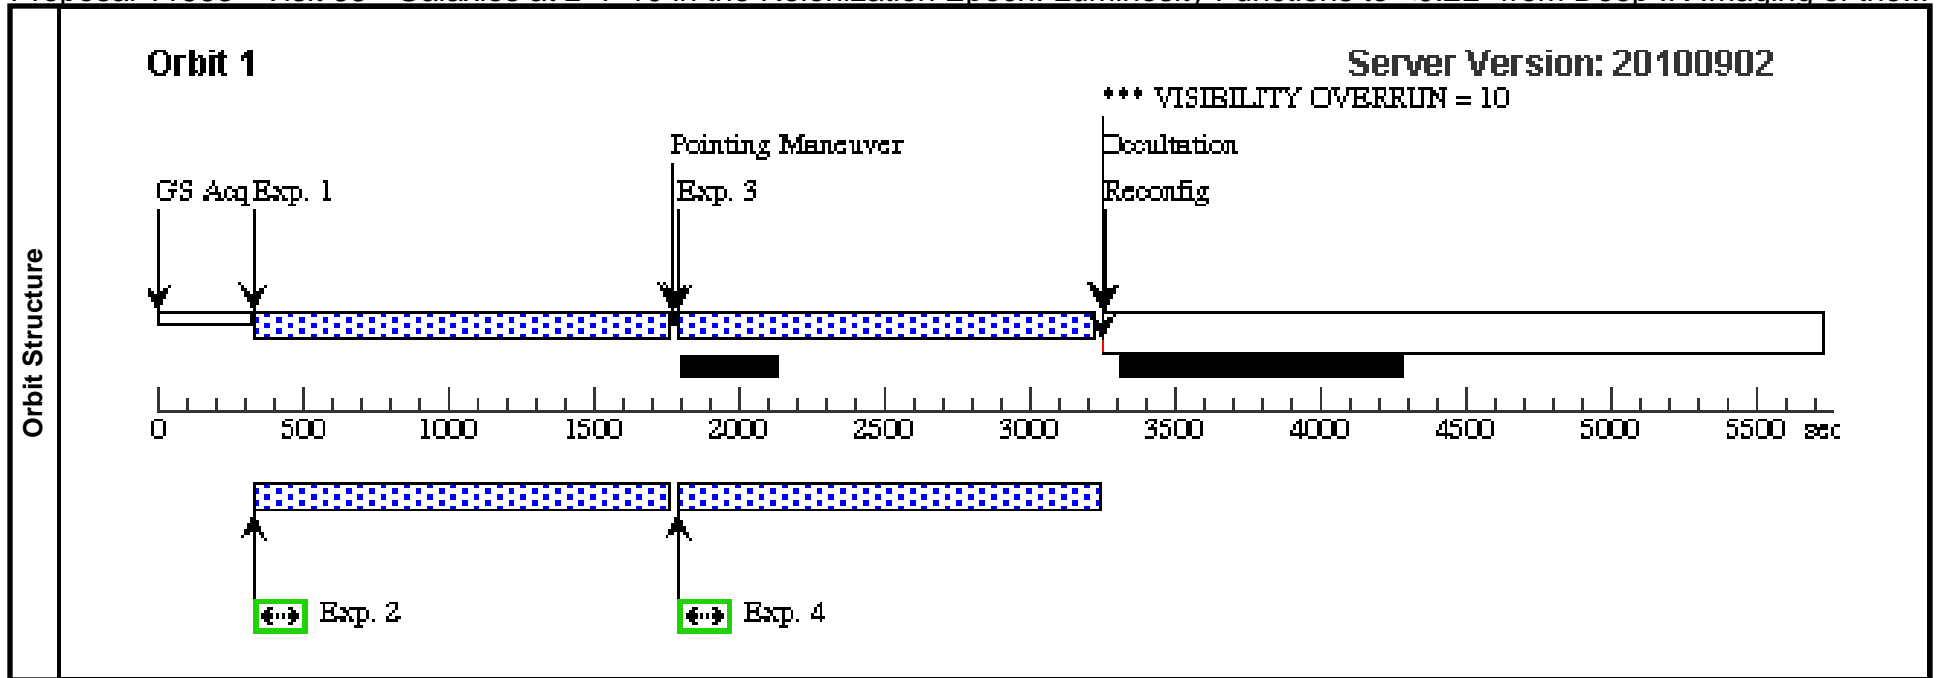 Orbit Structure
Orbit 1
Server Version: 20100902
*** VISIBILITY OVERRUN = 10
Pointing Maneuver
Occultation
GS Acq
Exp. 1
Exp. 3
Reconfig
0 500 1000 1500 2000 2500 3000 3500 4000 4500 5000 5500 sec
Exp. 2
Exp. 4